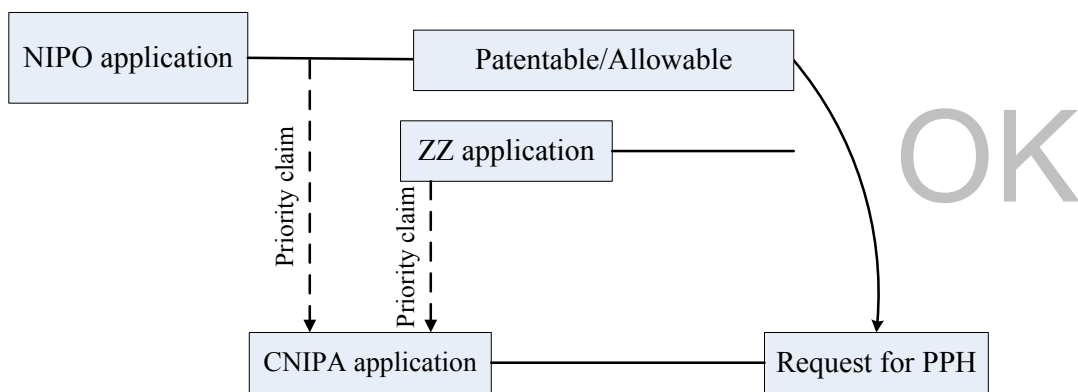 NIPO application
Patentable/Allowable
OK
ZZ application
Priority claim
Priority claim
CNIPA application
Request for PPH